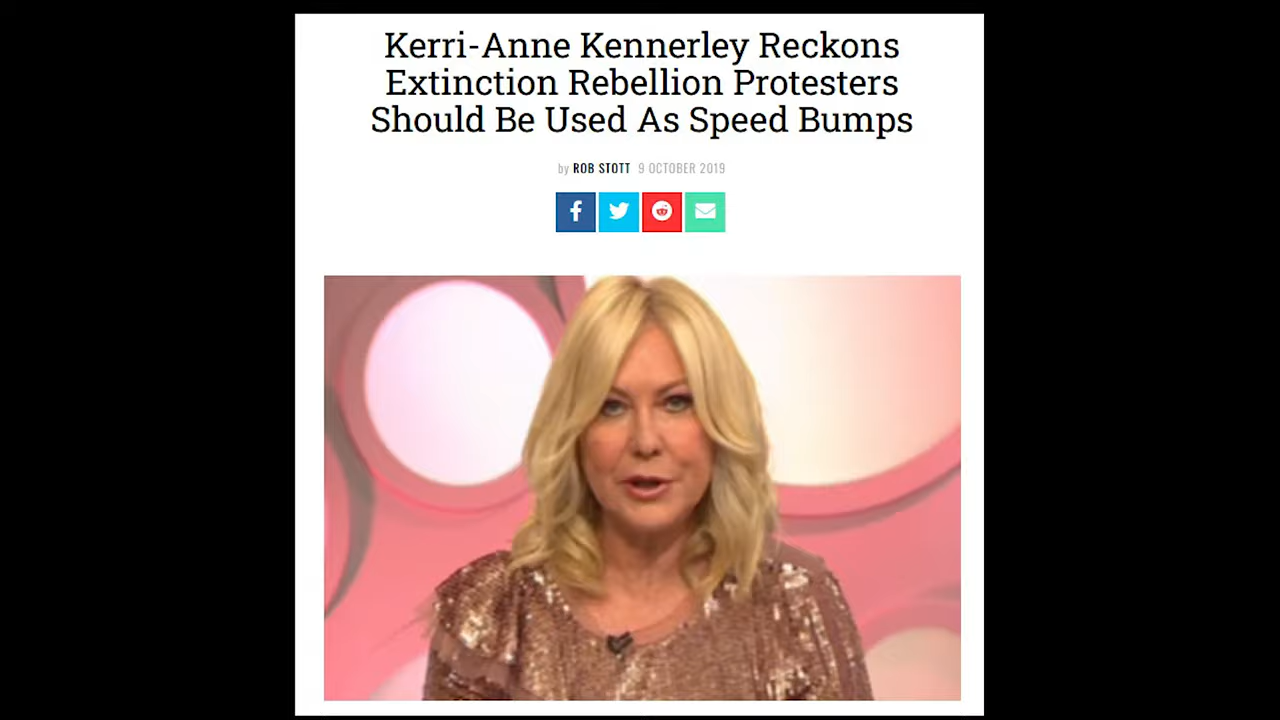 Kerri-Anne Kennerley Reckons
Extinction Rebellion Protesters
Should Be Used As Speed Bumps
by ROB STOTT 9 OCTOBER 2019